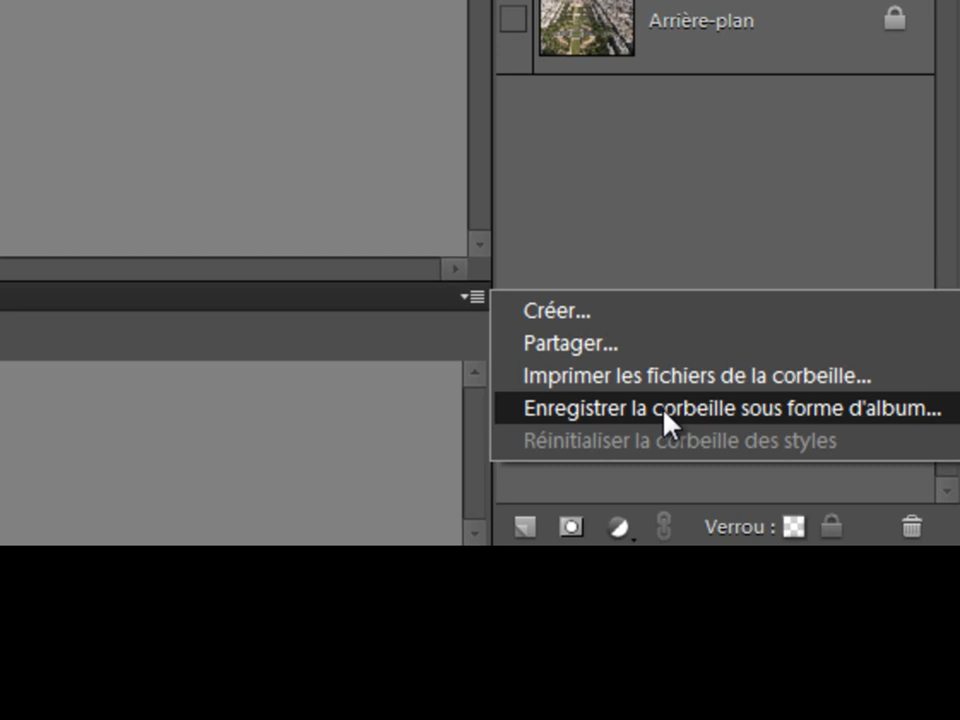 Arrière-plan
Créer...
Partager...
Imprimer les fichiers de la corbeille...
Enregistrer la corbeille sous forme d'album...
Réinitialiser la corbeille des styles
Verrou :